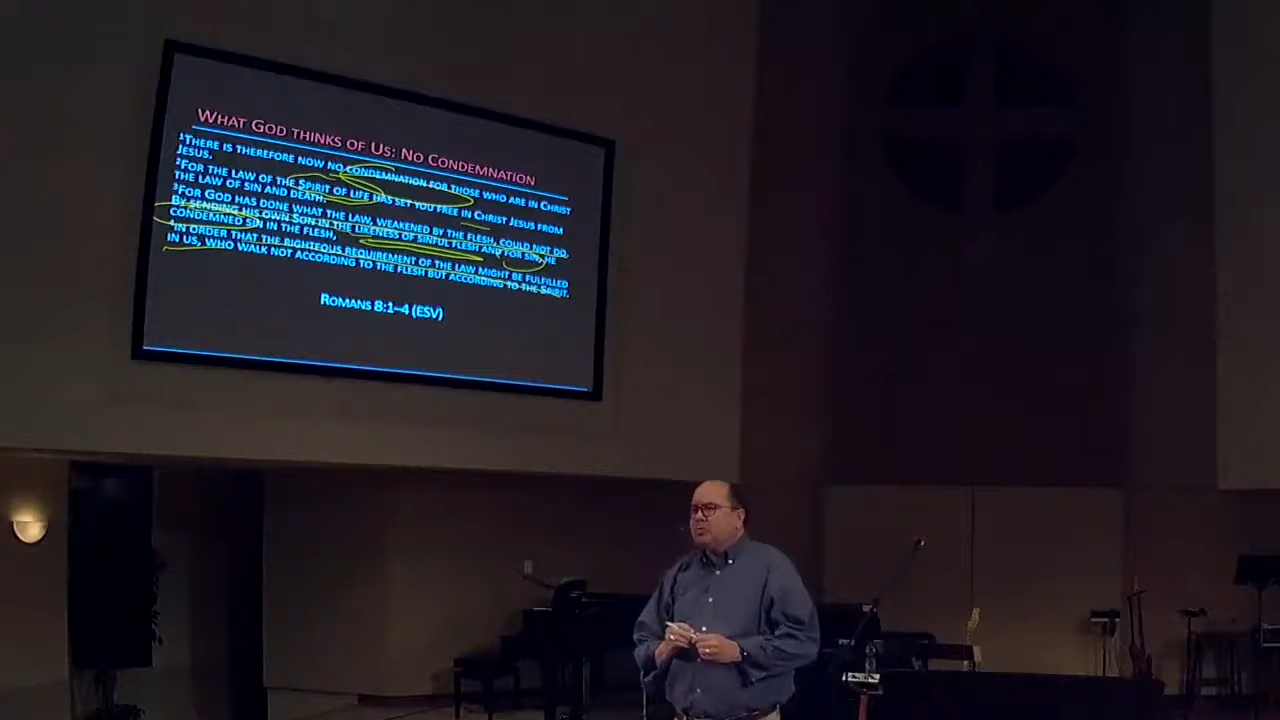 What God thinks of Us: No Condemnation
1There is therefore now no condemnation for those who are in Christ
Jesus.
2For the law of the Spirit of life has set you free in Christ Jesus from
the law of sin and death.
3For God has done what the law, weakened by the flesh, could not do.
By sending his own Son in the likeness of sinful flesh and for sin, he
condemned sin in the flesh,
4in order that the righteous requirement of the law might be fulfilled
in us, who walk not according to the flesh but according to the Spirit.
Romans 8:1–4 (ESV)